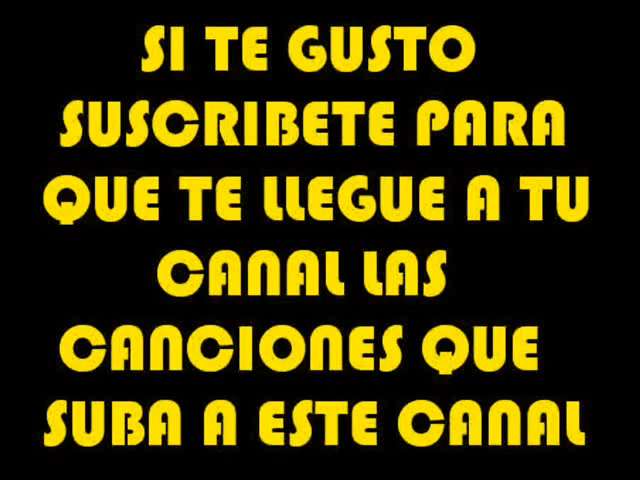 SI TE GUSTO
SUSCRIBETE PARA
QUE TE LLEGUE A TU
CANAL LAS
CANCIONES QUE
SUBA A ESTE CANAL